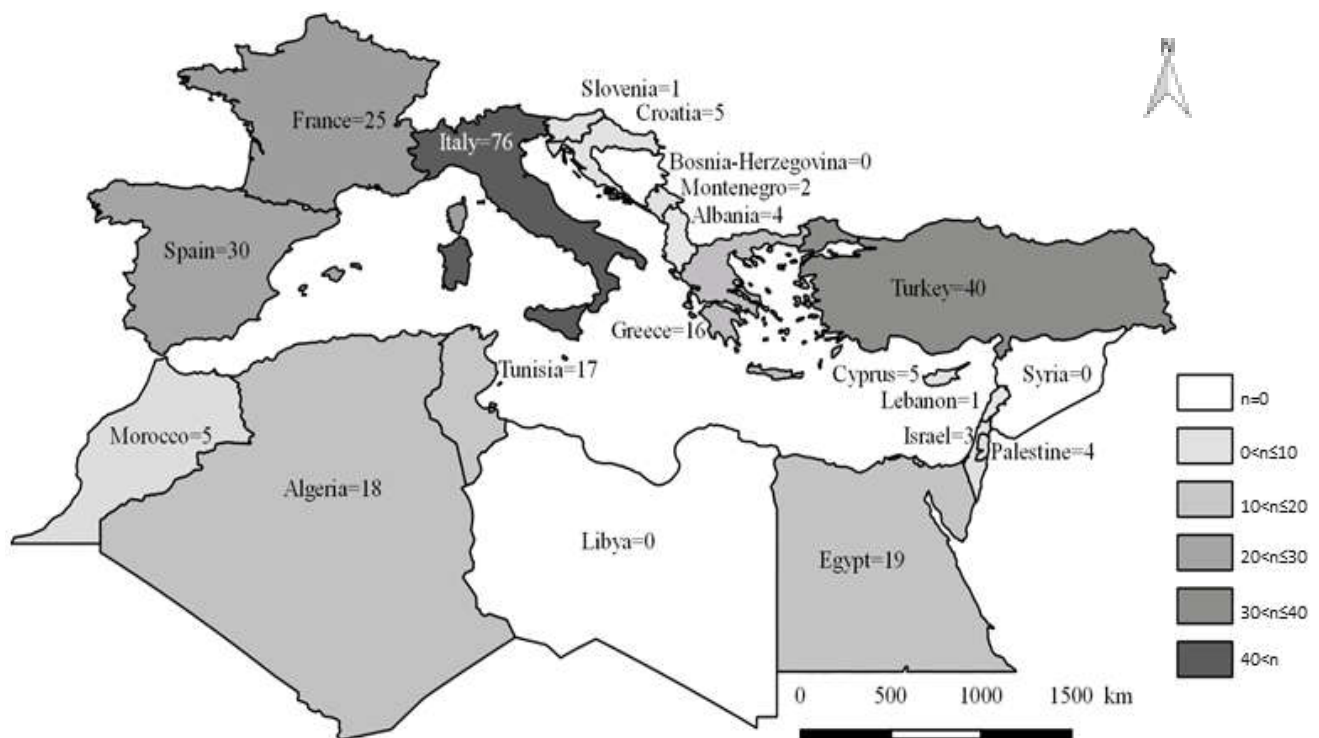 N
Slovenia=1
Croatia=5
France=25
Italy=76
Bosnia-Herzegovina=0
Montenegro=2
Albania=4
Spain=30
Turkey=40
Greece=16
Tunisia=17
Cyprus=5
Syria=0
Lebanon=1
Morocco=5
Israel=3
Palestine=4
Algeria=18
Libya=0
Egypt=19
n=0
0<n≤10
10<n≤20
20<n≤30
30<n≤40
40<n
0 500 1000 1500 km